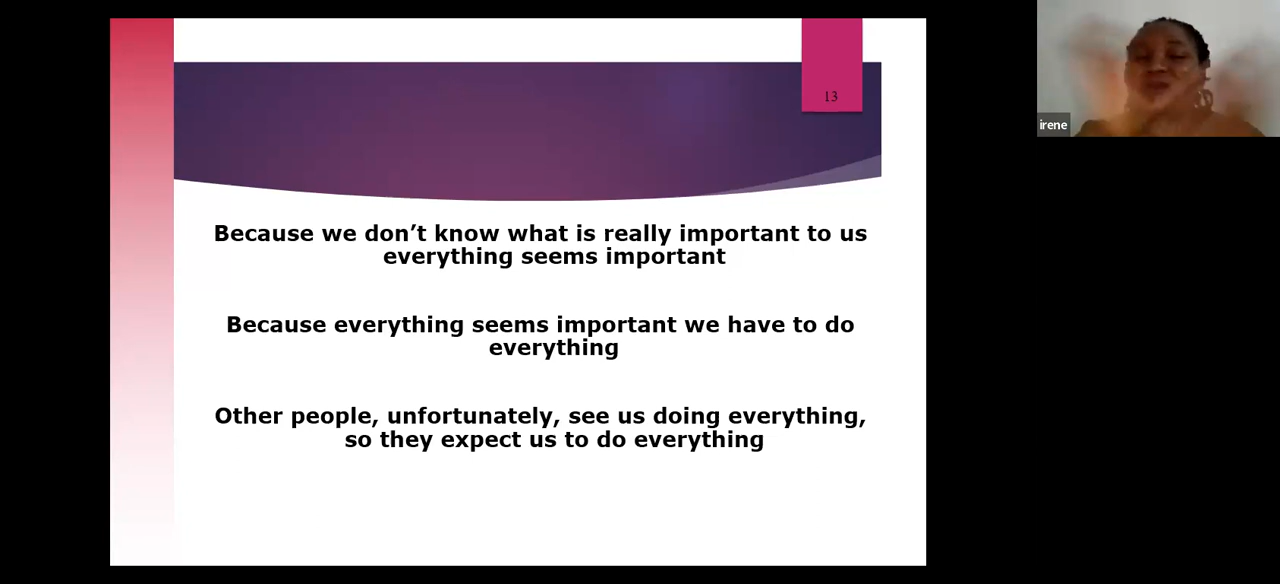 13
irene
Because we don’t know what is really important to us
everything seems important
Because everything seems important we have to do
everything
Other people, unfortunately, see us doing everything,
so they expect us to do everything